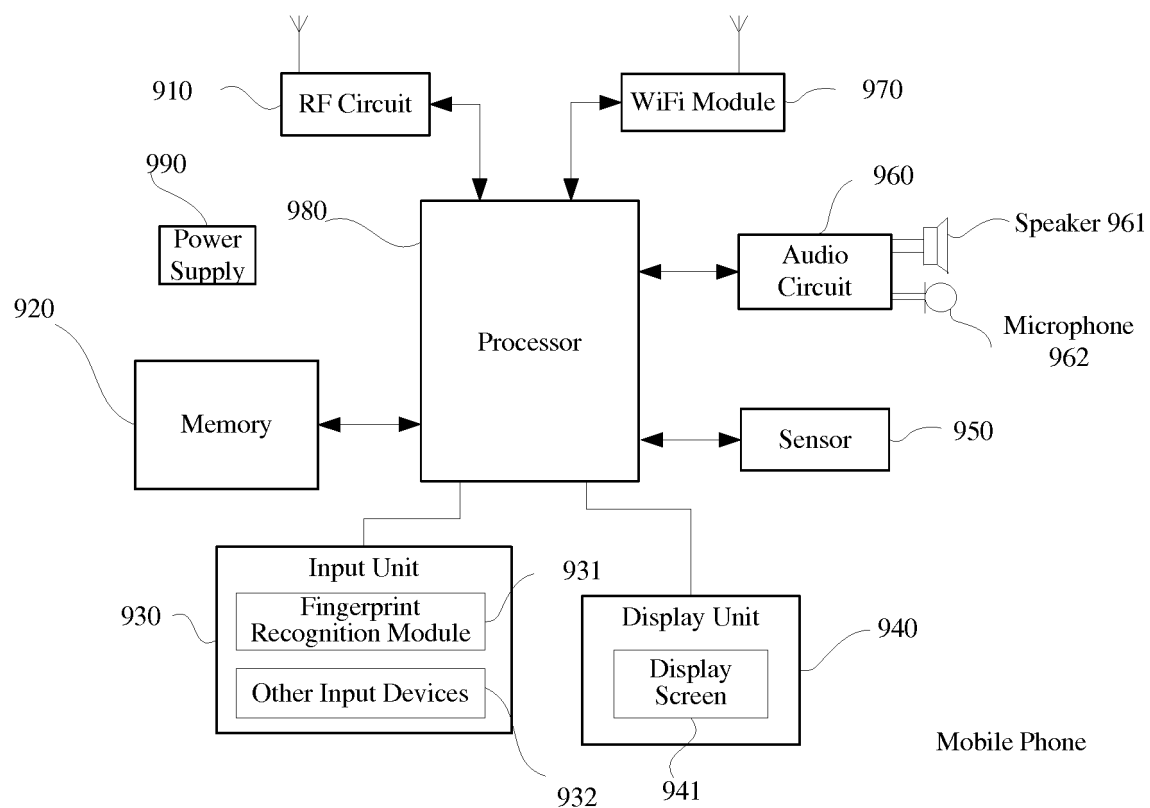 910
RF Circuit
WiFi Module
970
990
Power
Supply
980
960
Audio
Circuit
Speaker 961
Microphone
962
920
Processor
Memory
Sensor
950
Input Unit
931
930
Fingerprint
Recognition Module
Other Input Devices
932
Display Unit
940
Display
Screen
941
Mobile Phone